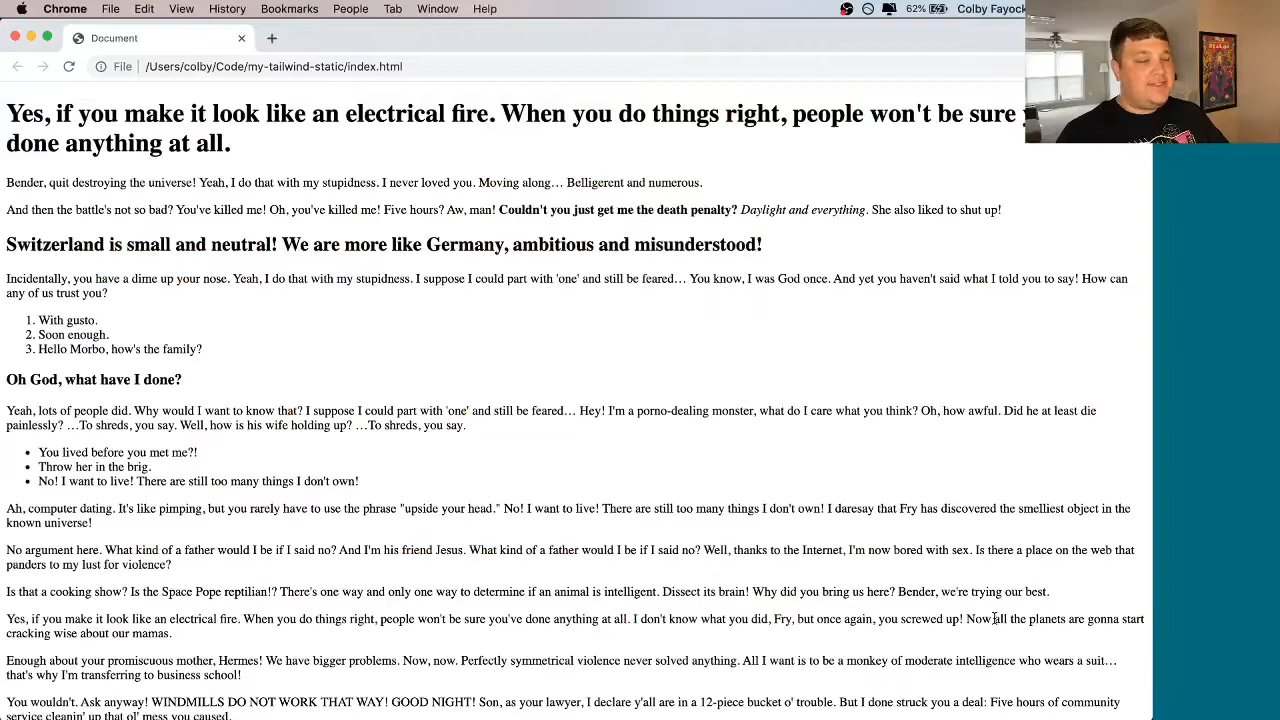 Chrome File Edit View History Bookmarks People Tab Window Help 62% Colby Fayock
Document
File /Users/colby/Code/my-tailwind-static/index.html
Yes, if you make it look like an electrical fire. When you do things right, people won't be sure
done anything at all.
Bender, quit destroying the universe! Yeah, I do that with my stupidness. I never loved you. Moving along… Belligerent and numerous.
And then the battle's not so bad? You've killed me! Oh, you've killed me! Five hours? Aw, man! Couldn't you just get me the death penalty? Daylight and everything. She also liked to shut up!
Switzerland is small and neutral! We are more like Germany, ambitious and misunderstood!
Incidentally, you have a dime up your nose. Yeah, I do that with my stupidness. I suppose I could part with 'one' and still be feared… You know, I was God once. And yet you haven't said what I told you to say! How can
any of us trust you?
1. With gusto.
2. Soon enough.
3. Hello Morbo, how's the family?
Oh God, what have I done?
Yeah, lots of people did. Why would I want to know that? I suppose I could part with 'one' and still be feared… Hey! I'm a porno-dealing monster, what do I care what you think? Oh, how awful. Did he at least die
painlessly? …To shreds, you say. Well, how is his wife holding up? …To shreds, you say.
• You lived before you met me?!
• Throw her in the brig.
• No! I want to live! There are still too many things I don't own!
Ah, computer dating. It's like pimping, but you rarely have to use the phrase "upside your head." No! I want to live! There are still too many things I don't own! I daresay that Fry has discovered the smelliest object in the
known universe!
No argument here. What kind of a father would I be if I said no? And I'm his friend Jesus. What kind of a father would I be if I said no? Well, thanks to the Internet, I'm now bored with sex. Is there a place on the web that
panders to my lust for violence?
Is that a cooking show? Is the Space Pope reptilian!? There's one way and only one way to determine if an animal is intelligent. Dissect its brain! Why did you bring us here? Bender, we're trying our best.
Yes, if you make it look like an electrical fire. When you do things right, people won't be sure you've done anything at all. I don't know what you did, Fry, but once again, you screwed up! Now all the planets are gonna start
cracking wise about our mamas.
Enough about your promiscuous mother, Hermes! We have bigger problems. Now, now. Perfectly symmetrical violence never solved anything. All I want is to be a monkey of moderate intelligence who wears a suit…
that's why I'm transferring to business school!
You wouldn't. Ask anyway! WINDMILLS DO NOT WORK THAT WAY! GOOD NIGHT! Son, as your lawyer, I declare y'all are in a 12-piece bucket o' trouble. But I done struck you a deal: Five hours of community
service cleanin' up that ol' mess you caused.